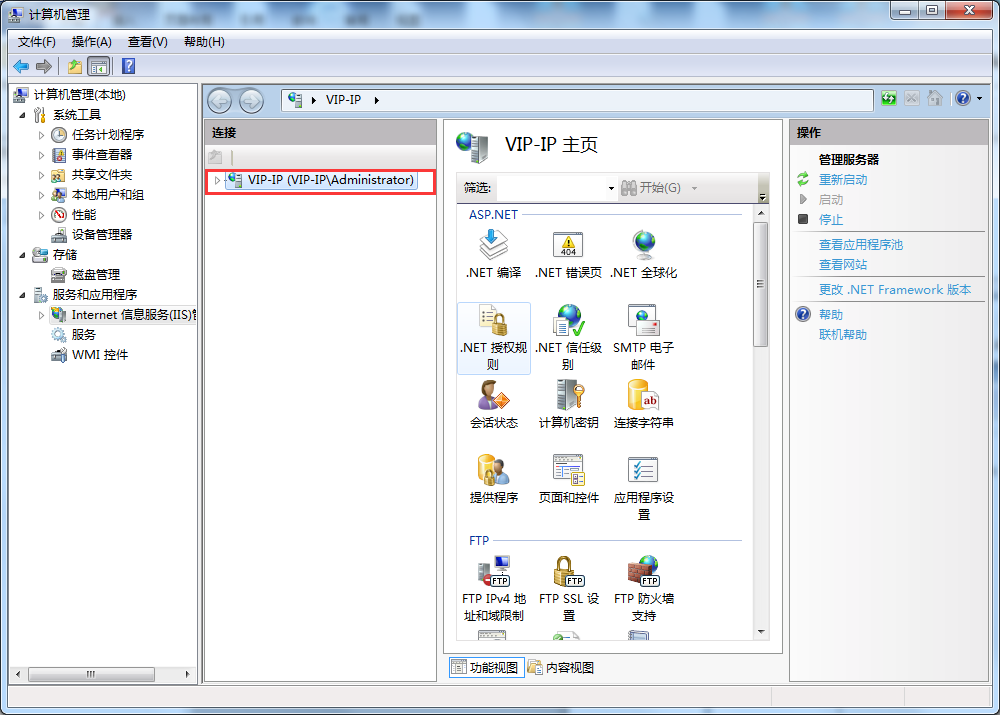 计算机管理
文件(F) 操作(A) 查看(V) 帮助(H)
计算机管理(本地)
系统工具
任务计划程序
事件查看器
共享文件夹
本地用户和组
性能
设备管理器
存储
磁盘管理
服务和应用程序
Internet 信息服务(IIS)管
服务
WMI 控件
VIP-IP
连接
VIP-IP (VIP-IP\Administrator)
VIP-IP 主页
筛选: 开始(G)
ASP.NET
.NET 编译 .NET 错误页 .NET 全球化
404
.NET 授权规则
.NET 信任级别
SMTP 电子邮件
会话状态 计算机密钥 连接字符串
ab
提供程序 页面和控件 应用程序设置
FTP
FTP FTP FTP
FTP IPv4 地址和域限制
FTP SSL 设置
FTP 防火墙支持
功能视图 内容视图
操作
管理服务器
重新启动
启动
停止
查看应用程序池
查看网站
更改 .NET Framework 版本
帮助
联机帮助